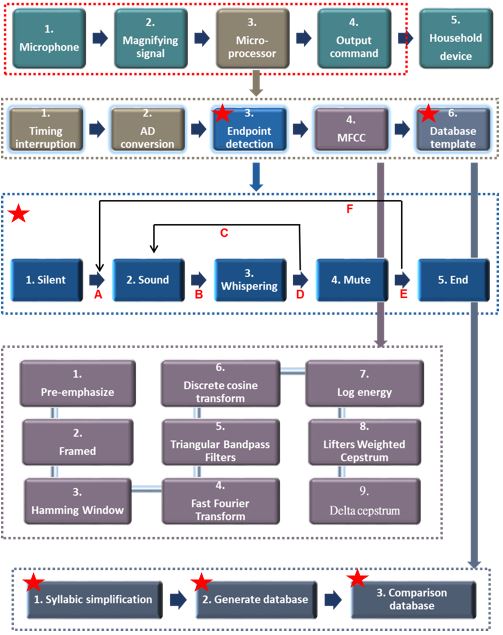 1.
Microphone
2.
Magnifying
signal
3.
Micro-
processor
4.
Output
command
5.
Household
device
1.
Timing
interruption
2.
AD
conversion
3.
Endpoint
detection
4.
MFCC
6.
Database
template
F
C
1. Silent
A
2. Sound
B
3.
Whispering
D
4. Mute
E
5. End
1.
Pre-emphasize
6.
Discrete cosine
transform
7.
Log energy
2.
Framed
5.
Triangular Bandpass
Filters
8.
Lifters Weighted
Cepstrum
3.
Hamming Window
4.
Fast Fourier
Transform
9.
Delta cepstrum
1. Syllabic simplification
2. Generate database
3. Comparison
database